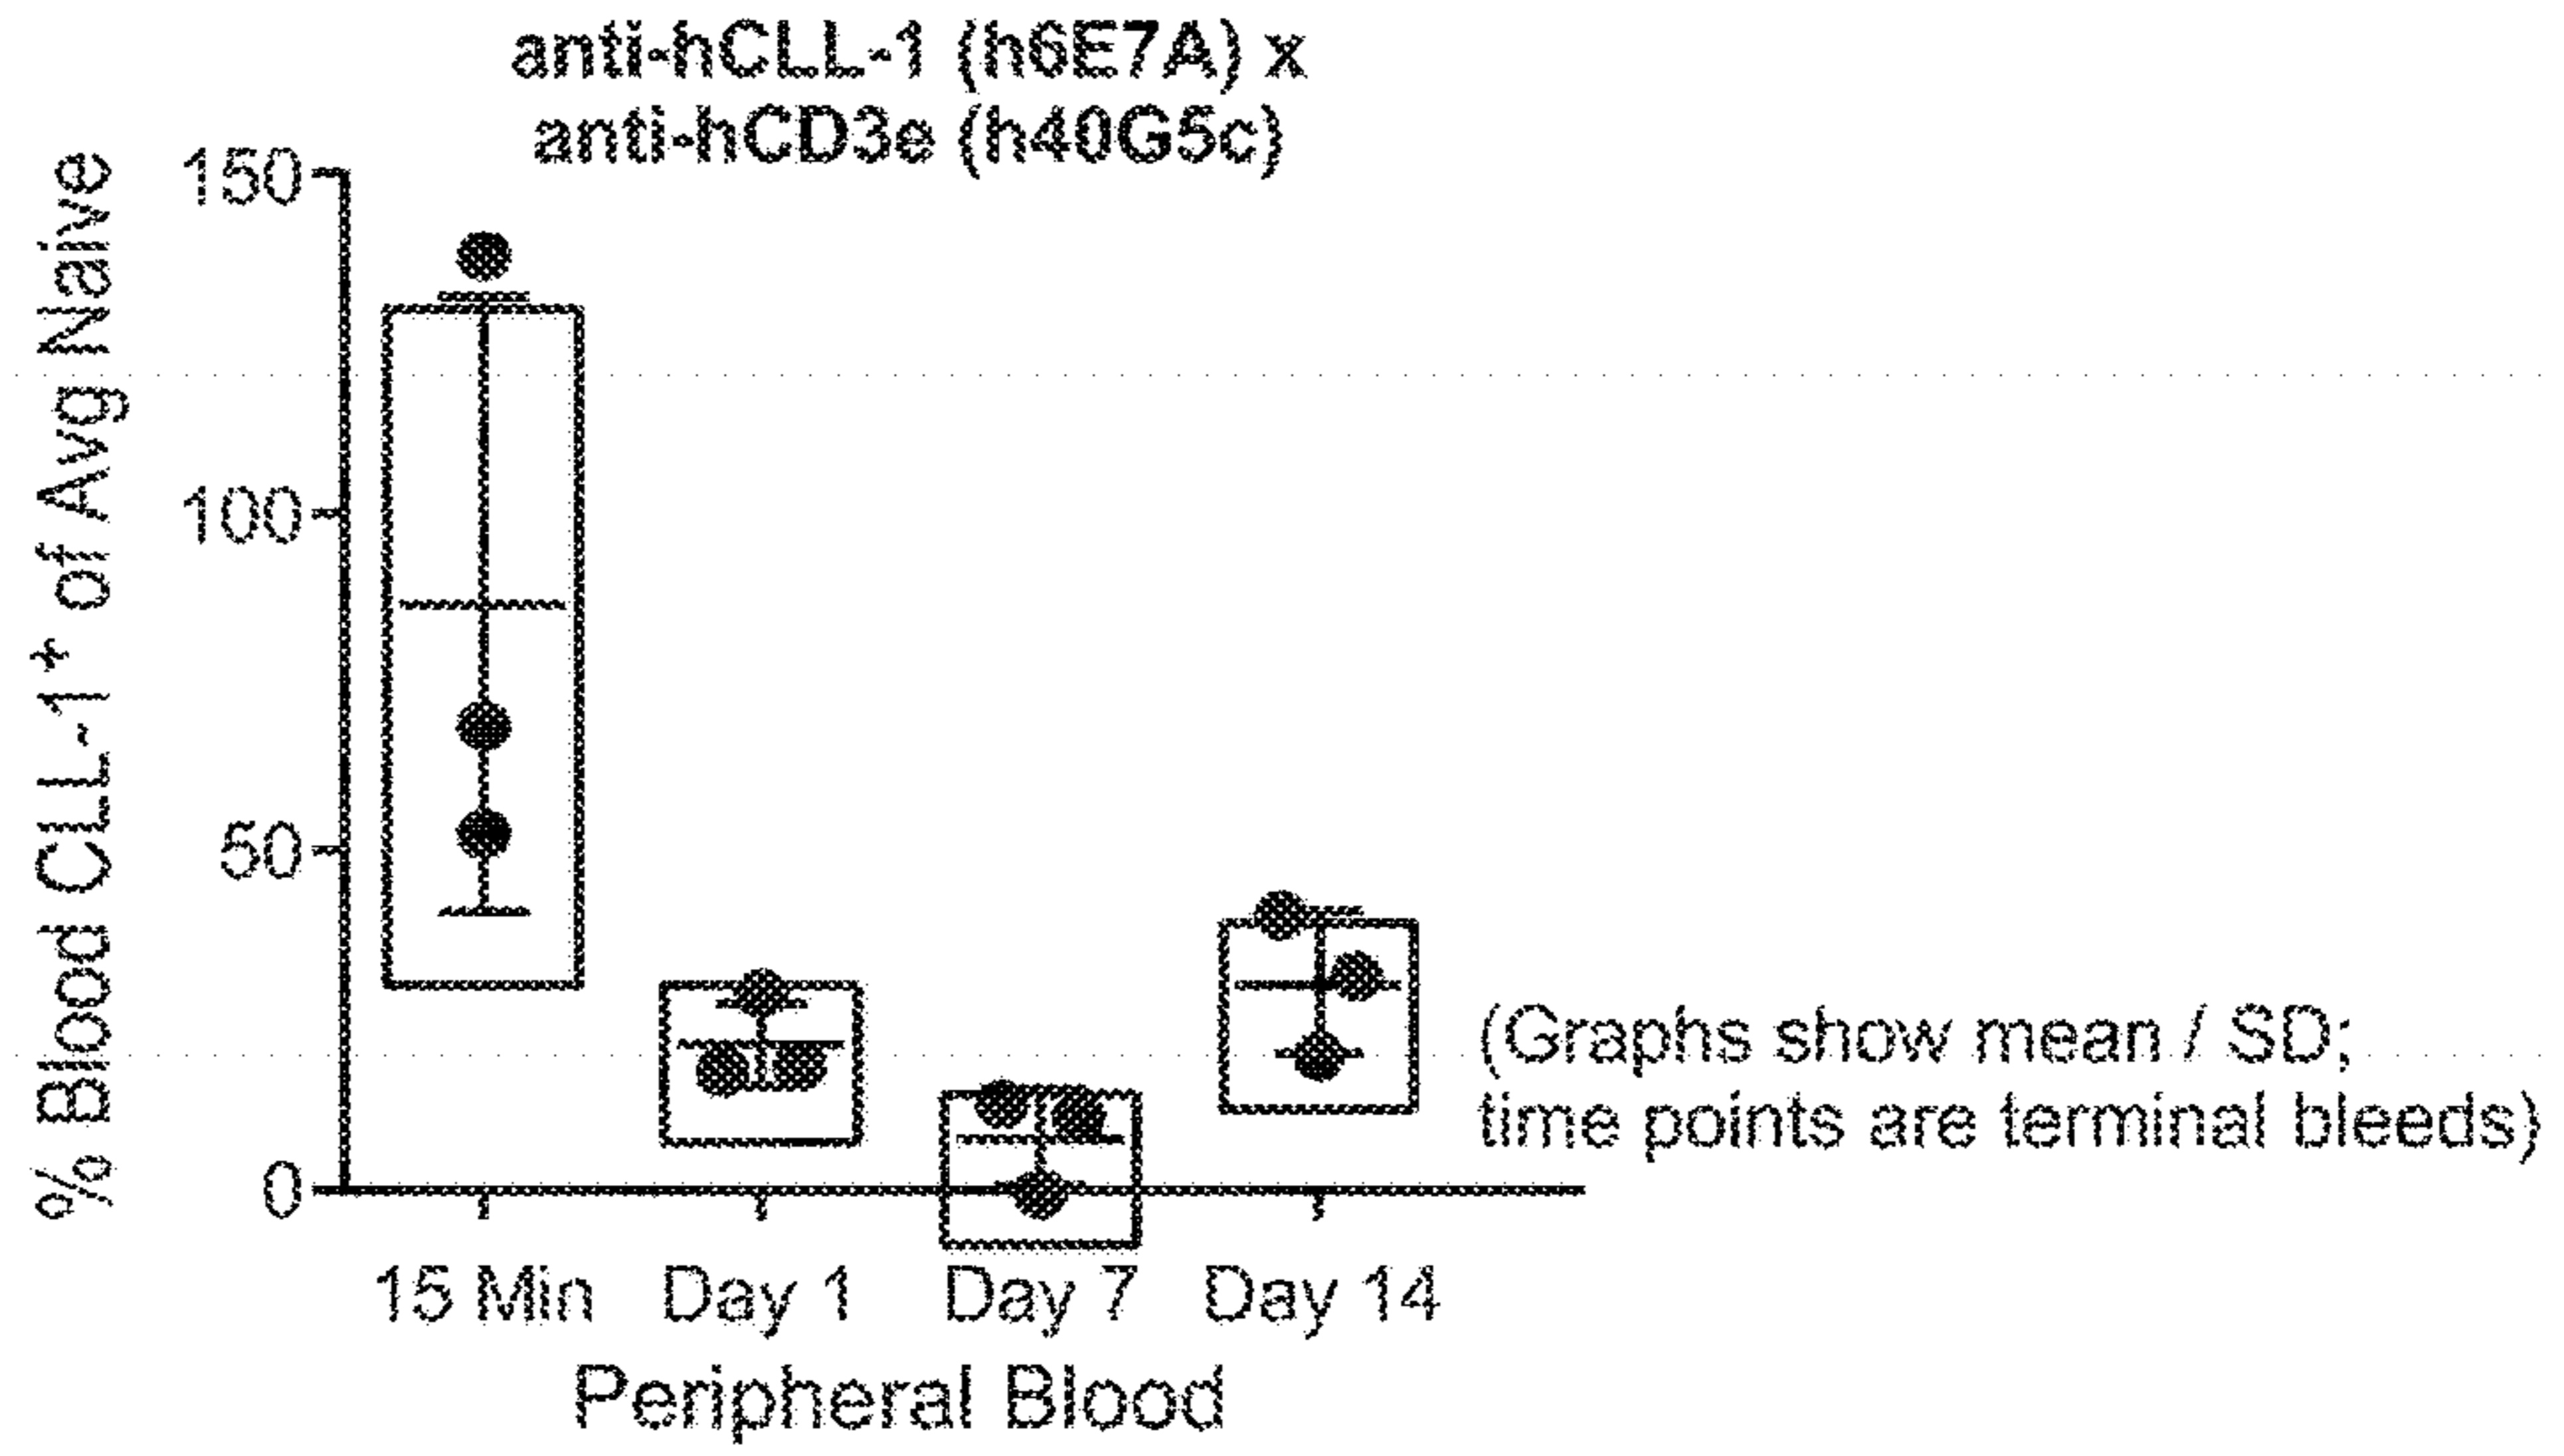 anti-hCLL-1 (h6E7A) x
anti-hCD3e (h40G5c)
% Blood CLL-1⁺ of Avg Naive
150
100
50
0
15 Min Day 1 Day 7 Day 14
Peripheral Blood
(Graphs show mean / SD;
time points are terminal bleeds)